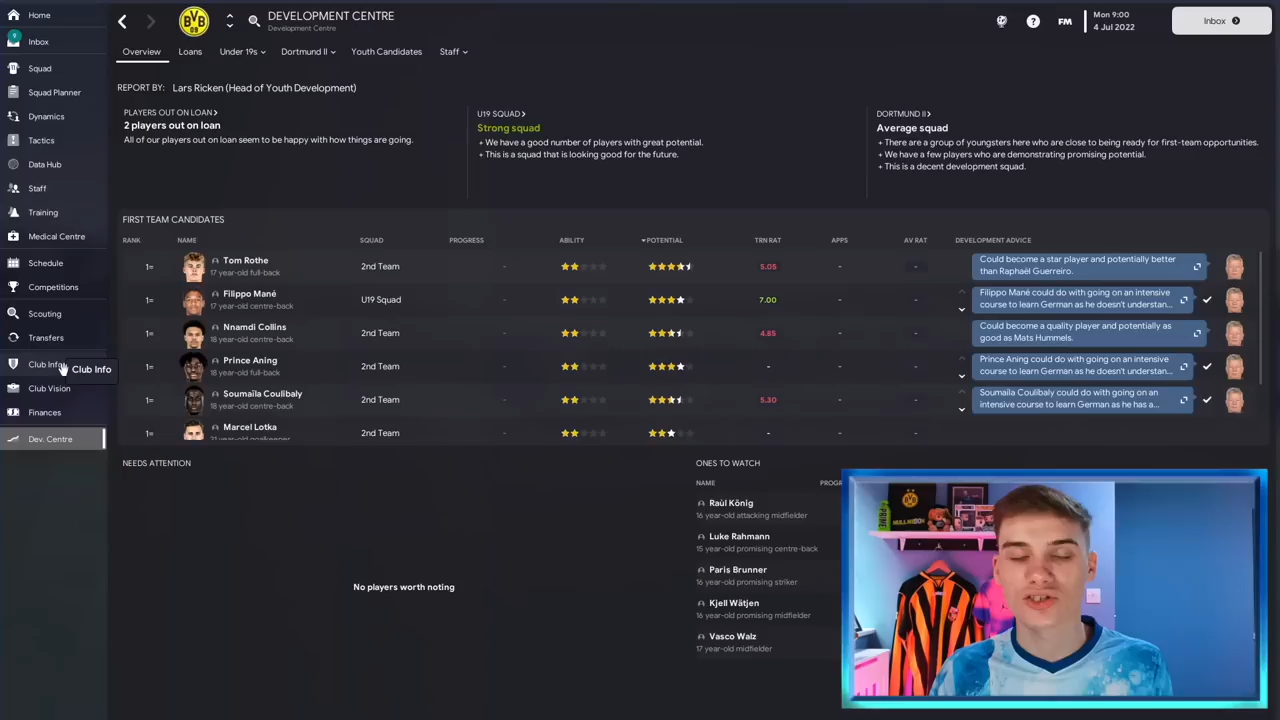 Home
9
Inbox
Squad
Squad Planner
Dynamics
Tactics
Data Hub
Staff
Training
Medical Centre
Schedule
Competitions
Scouting
Transfers
Club Info
Club Info
Club Vision
Finances
Dev. Centre
BVB
09
DEVELOPMENT CENTRE
Development Centre
?
FM
Mon 9:00
4 Jul 2022
Inbox
Overview
Loans
Under 19s
Dortmund II
Youth Candidates
Staff
REPORT BY: Lars Ricken (Head of Youth Development)
PLAYERS OUT ON LOAN
2 players out on loan
All of our players out on loan seem to be happy with how things are going.
U19 SQUAD
Strong squad
+ We have a good number of players with great potential.
+ This is a squad that is looking good for the future.
DORTMUND II
Average squad
+ There are a group of youngsters here who are close to being ready for first-team opportunities.
+ We have a few players who are demonstrating promising potential.
+ This is a decent development squad.
FIRST TEAM CANDIDATES
RANK NAME SQUAD PROGRESS ABILITY POTENTIAL TRN RAT APPS AV RAT DEVELOPMENT ADVICE
1= Tom Rothe 2nd Team - 5.05 - - Could become a star player and potentially better
17 year-old full-back than Raphaël Guerreiro.
1= Filippo Mané U19 Squad - 7.00 - - Filippo Mané could do with going on an intensive
17 year-old centre-back course to learn German as he doesn't understan...
1= Nnamdi Collins 2nd Team - 4.85 - - Could become a quality player and potentially as
18 year-old centre-back good as Mats Hummels.
1= Prince Aning 2nd Team - - - - Prince Aning could do with going on an intensive
18 year-old full-back course to learn German as he doesn't understan...
1= Soumaïla Coulibaly 2nd Team - 5.30 - - Soumaïla Coulibaly could do with going on an
18 year-old centre-back intensive course to learn German as he has a...
1= Marcel Lotka 2nd Team - - - -
21 year-old goalkeeper
NEEDS ATTENTION
No players worth noting
ONES TO WATCH
NAME
Raúl König
16 year-old attacking midfielder
Luke Rahmann
15 year-old promising centre-back
Paris Brunner
16 year-old promising striker
Kjell Wätjen
16 year-old promising midfielder
Vasco Walz
17 year-old midfielder